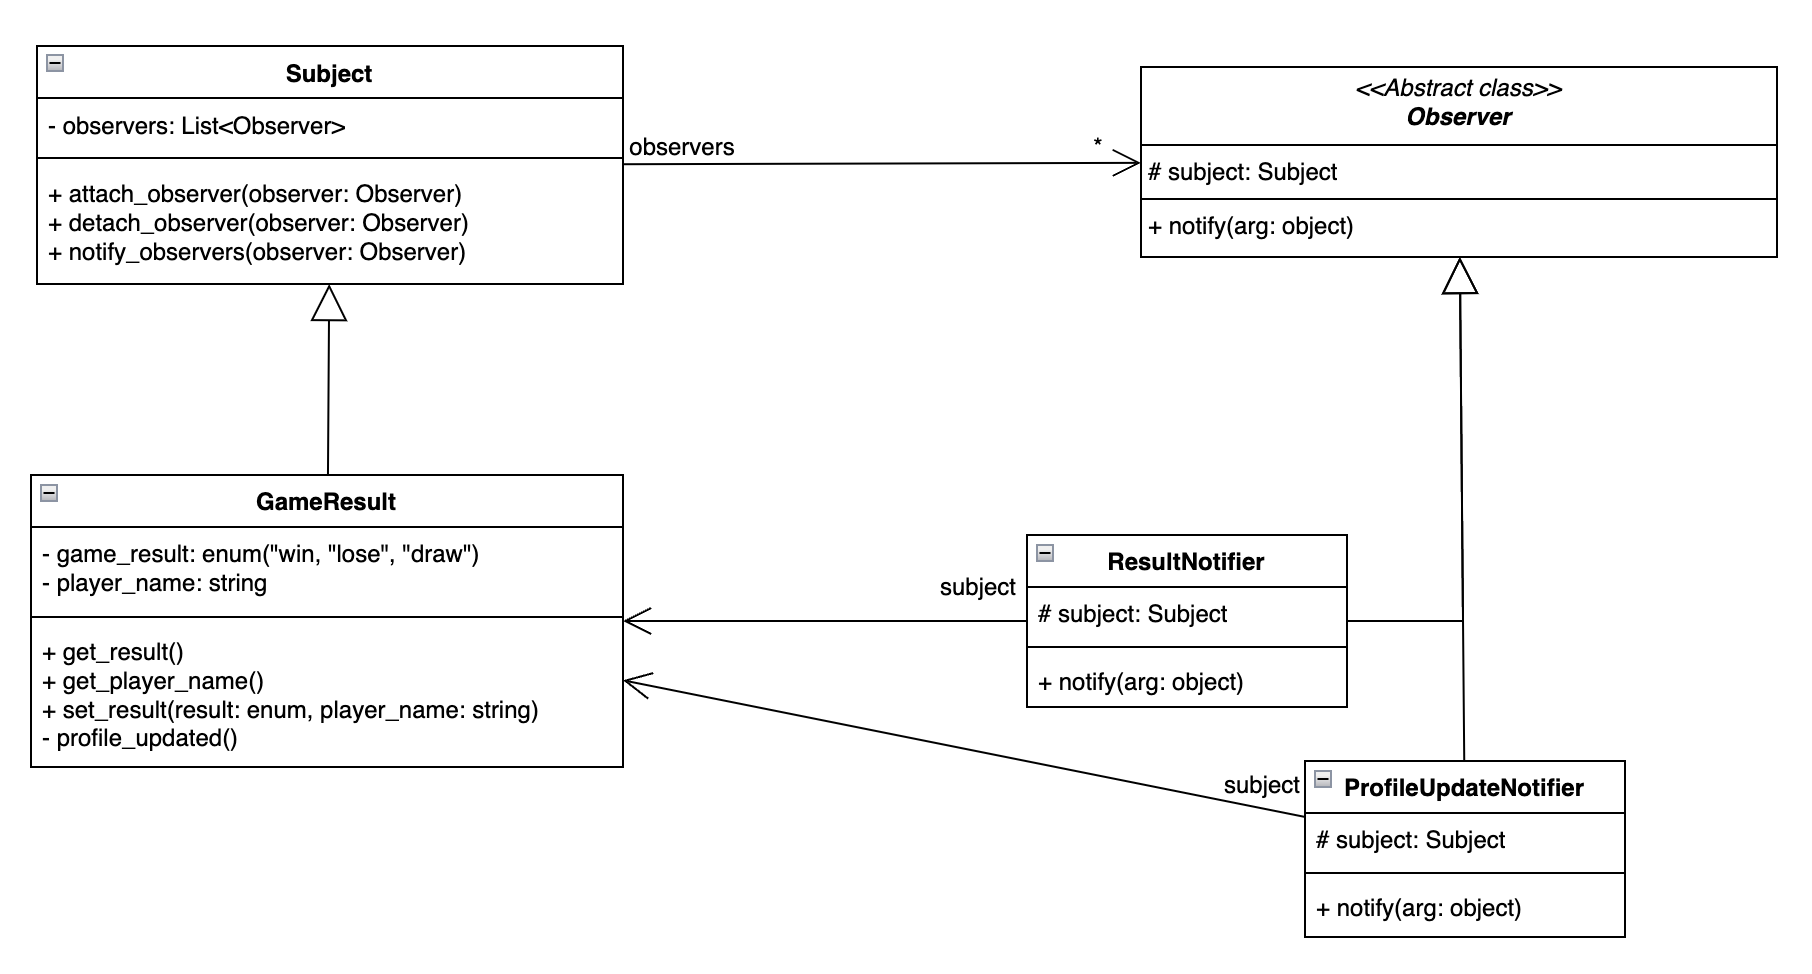 Subject
- observers: List<Observer>
+ attach_observer(observer: Observer)
+ detach_observer(observer: Observer)
+ notify_observers(observer: Observer)
observers
*
<<Abstract class>>
Observer
# subject: Subject
+ notify(arg: object)
GameResult
- game_result: enum("win, "lose", "draw")
- player_name: string
+ get_result()
+ get_player_name()
+ set_result(result: enum, player_name: string)
- profile_updated()
subject
ResultNotifier
# subject: Subject
+ notify(arg: object)
subject
ProfileUpdateNotifier
# subject: Subject
+ notify(arg: object)